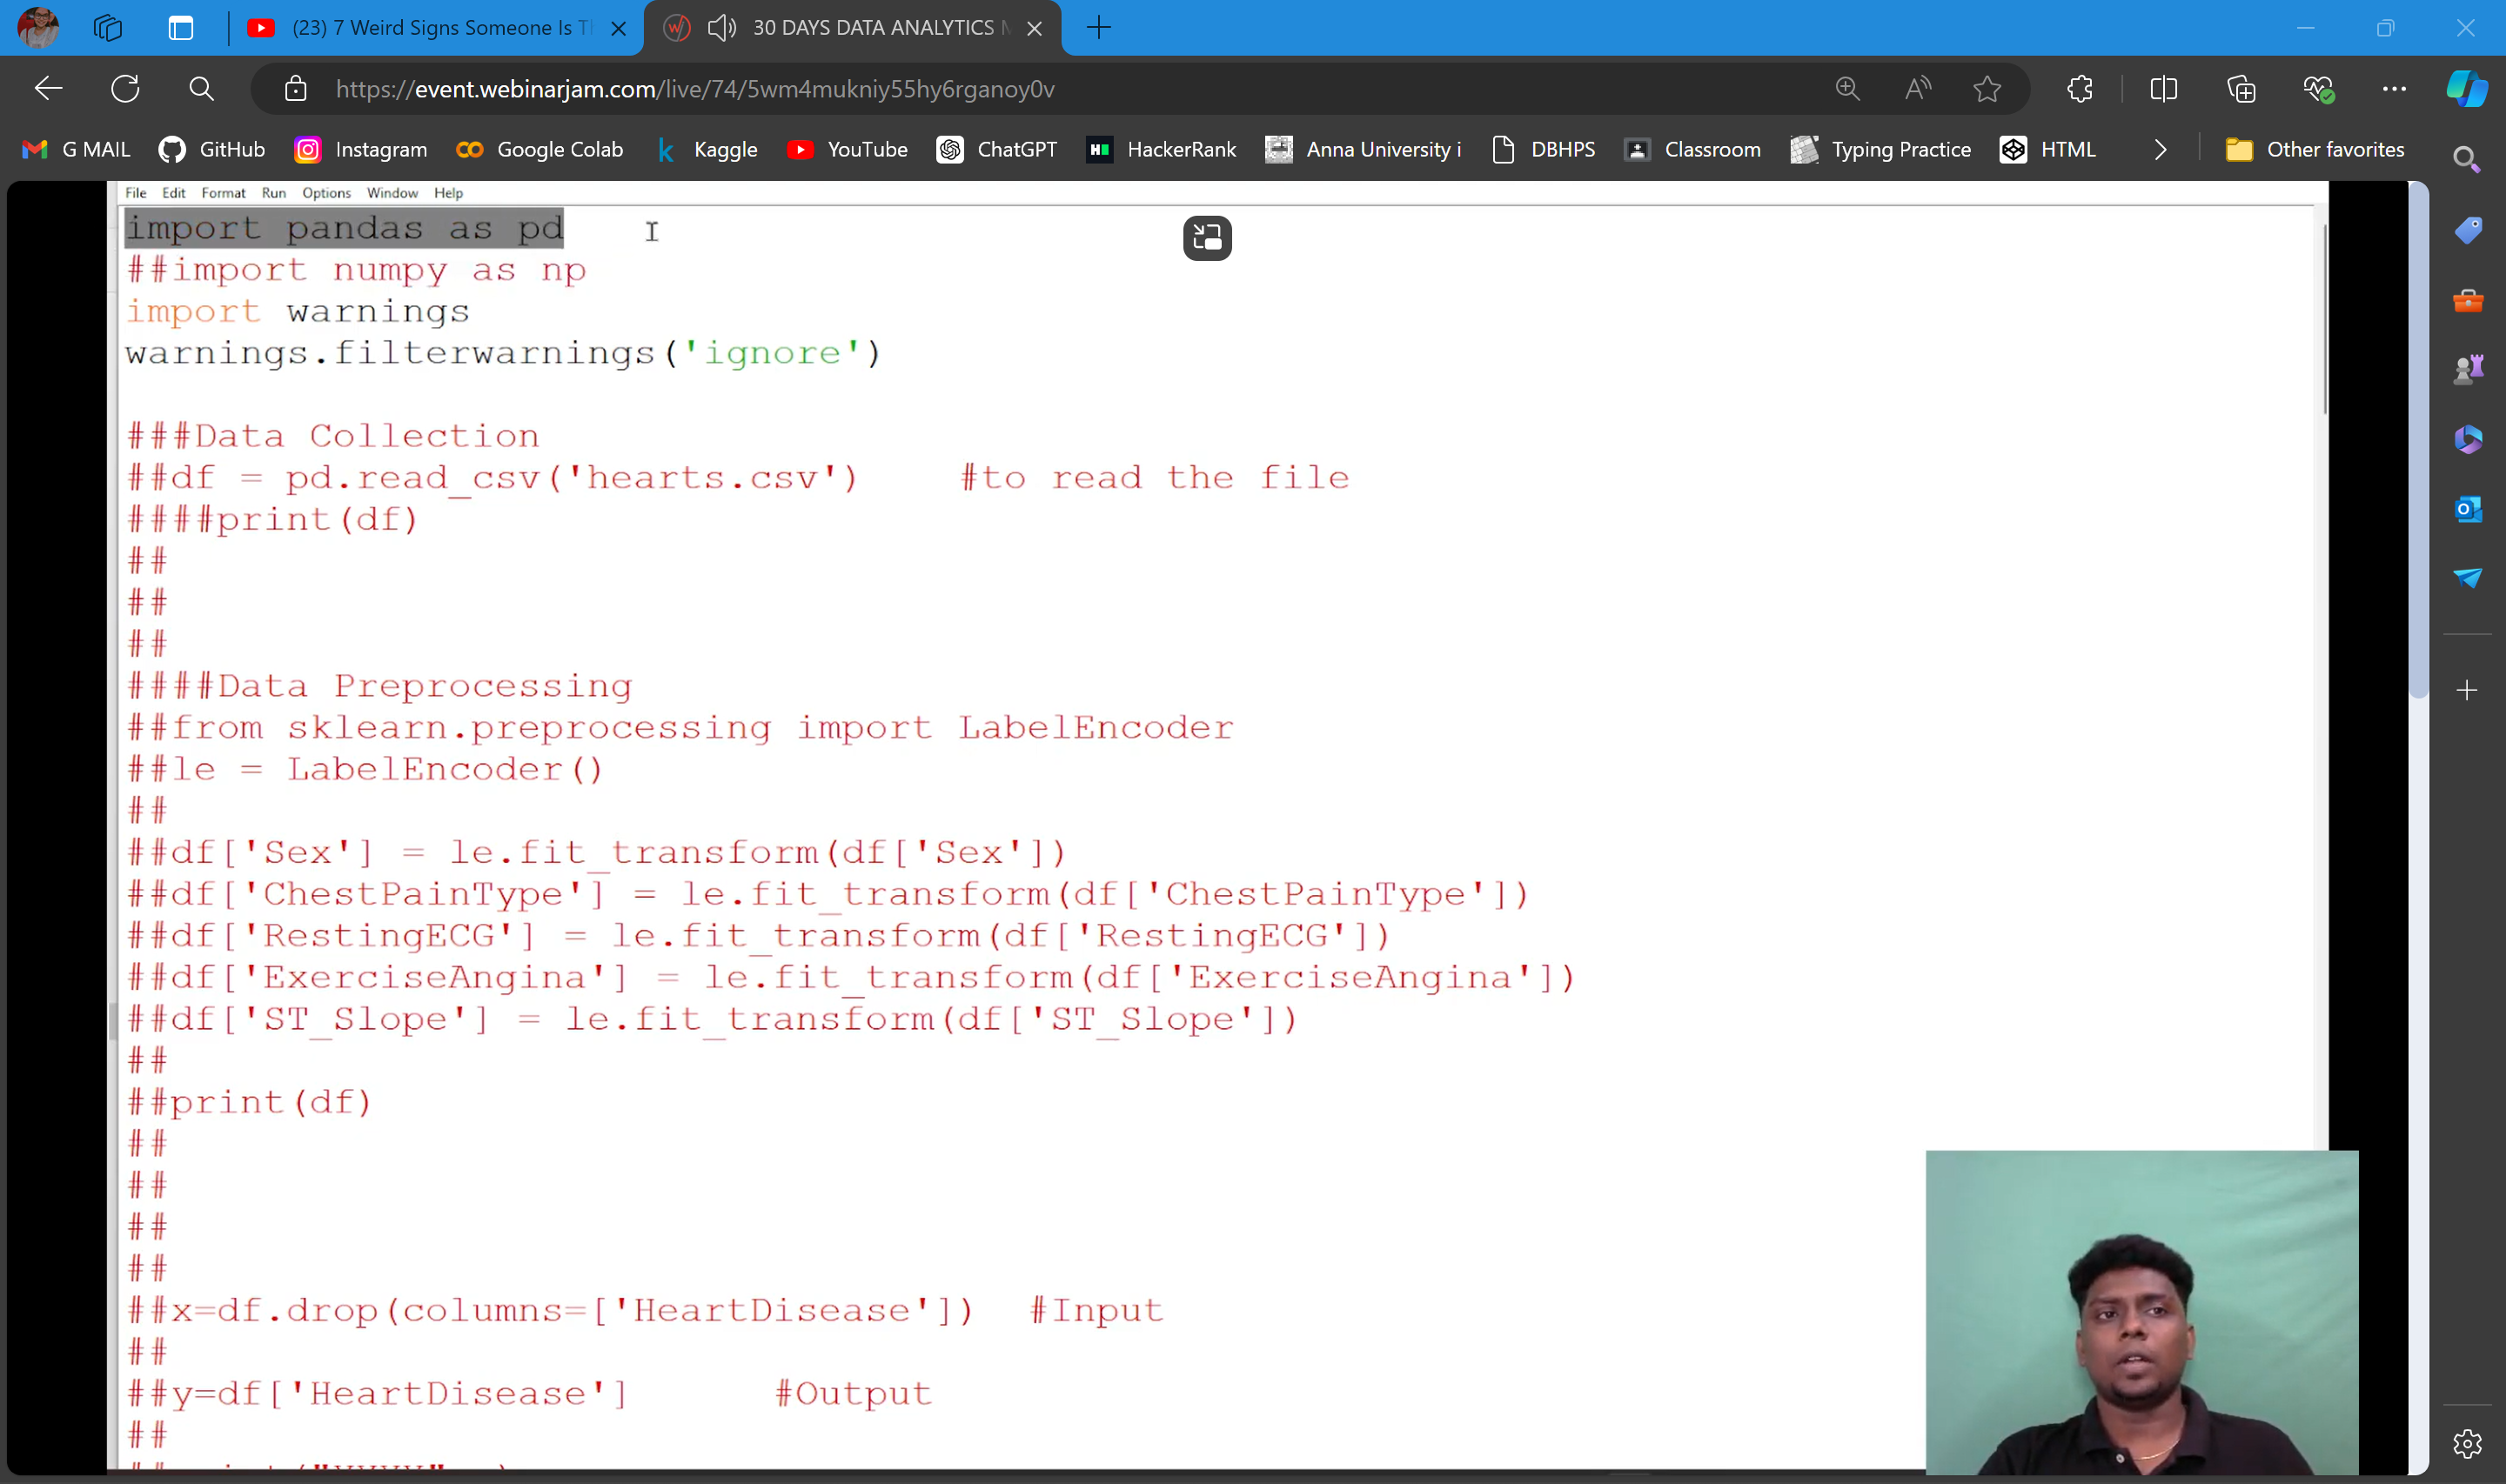 (23) 7 Weird Signs Someone Is T
30 DAYS DATA ANALYTICS
https://event.webinarjam.com/live/74/5wm4mukniy55hy6rganoy0v
G MAIL GitHub Instagram Google Colab Kaggle YouTube ChatGPT HackerRank Anna University i DBHPS Classroom Typing Practice HTML Other favorites
File Edit Format Run Options Window Help
import pandas as pd
##import numpy as np
import warnings
warnings.filterwarnings('ignore')
###Data Collection
##df = pd.read_csv('hearts.csv') #to read the file
####print(df)
##
##
##
####Data Preprocessing
##from sklearn.preprocessing import LabelEncoder
##le = LabelEncoder()
##
##df['Sex'] = le.fit_transform(df['Sex'])
##df['ChestPainType'] = le.fit_transform(df['ChestPainType'])
##df['RestingECG'] = le.fit_transform(df['RestingECG'])
##df['ExerciseAngina'] = le.fit_transform(df['ExerciseAngina'])
##df['ST_Slope'] = le.fit_transform(df['ST_Slope'])
##
##print(df)
##
##
##
##
##x=df.drop(columns=['HeartDisease']) #Input
##
##y=df['HeartDisease'] #Output
##